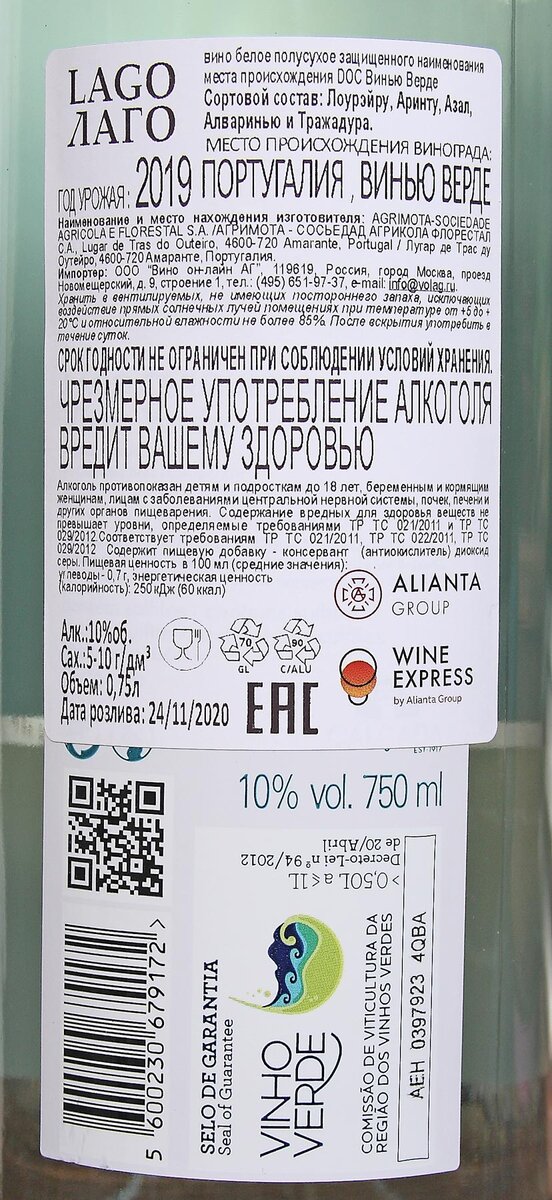 LAGO
ЛАГО
вино белое полусухое защищенного наименования
места происхождения DOC Винью Верде
Сортовой состав: Лоурэйру, Аринту, Азал,
Алваринью и Тражадура.
МЕСТО ПРОИСХОЖДЕНИЯ ВИНОГРАДА:
ГОД УРОЖАЯ: 2019 ПОРТУГАЛИЯ, ВИНЬЮ ВЕРДЕ
Наименование и место нахождения изготовителя: AGRIMOTA-SOCIEDADE
AGRICOLA E FLORESTAL S.A. /АГРИМОТА - СОСЬЕДАД АГРИКОЛА ФЛОРЕСТАЛ
С.А., Lugar de Tras do Outeiro, 4600-720 Amarante, Portugal / Лугар де Трас ду
Оутейро, 4600-720 Амаранте, Португалия.
Импортер: ООО "Вино он-лайн АГ", 119619, Россия, город Москва, проезд
Новомещерский, д. 9, строение 1, тел.: (495) 651-97-37, e-mail: info@volag.ru.
Хранить в вентилируемых, не имеющих постороннего запаха, исключающих
воздействие прямых солнечных лучей помещениях при температуре от +5 до +
20°С и относительной влажности не более 85%. После вскрытия употребить в
течение суток.
СРОК ГОДНОСТИ НЕ ОГРАНИЧЕН ПРИ СОБЛЮДЕНИИ УСЛОВИЙ ХРАНЕНИЯ.
ЧРЕЗМЕРНОЕ УПОТРЕБЛЕНИЕ АЛКОГОЛЯ
ВРЕДИТ ВАШЕМУ ЗДОРОВЬЮ
Алкоголь противопоказан детям и подросткам до 18 лет, беременным и кормящим
женщинам, лицам с заболеваниями центральной нервной системы, почек, печени и
других органов пищеварения. Содержание вредных для здоровья веществ не
превышает уровни, определяемые требованиями ТР ТС 021/2011 и ТР ТС
029/2012 Соответствует требованиям ТР ТС 021/2011, ТР ТС 022/2011, ТР ТС
029/2012 Содержит пищевую добавку - консервант (антиокислитель) диоксид
серы. Пищевая ценность в 100 мл (средние значения):
углеводы - 0,7 г, энергетическая ценность
(калорийность): 250 кДж (60 ккал)
ALIANTA
GROUP
Алк.:10%об.
Сах.:5-10 г/дм³
Объем: 0,75л
Дата розлива: 24/11/2020
70
GL
90
C/ALU
EAC
WINE
EXPRESS
by Alianta Group
EST 1917
10% vol. 750 ml
>0,50L a ≤ 1L
Decreto-Lei nº 94/2012
de 20/Abril
5 600230 679172 >
SELO DE GARANTIA
Seal of Guarantee
VINHO
VERDE
COMISSÃO DE VITICULTURA DA
REGIÃO DOS VINHOS VERDES
AEH 0397923 4QBA